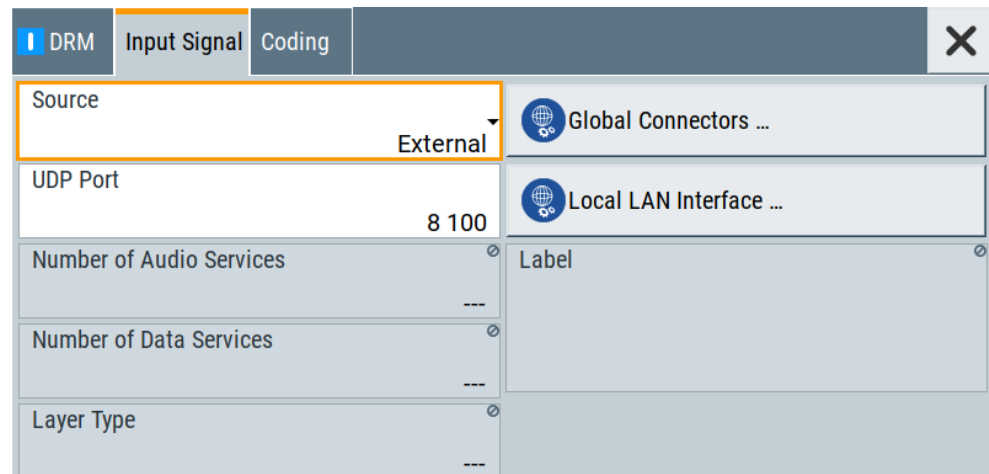 DRM Input Signal Coding
Source
External
Global Connectors ...
UDP Port
8 100
Local LAN Interface ...
Number of Audio Services
---
Label
Number of Data Services
---
Layer Type
---